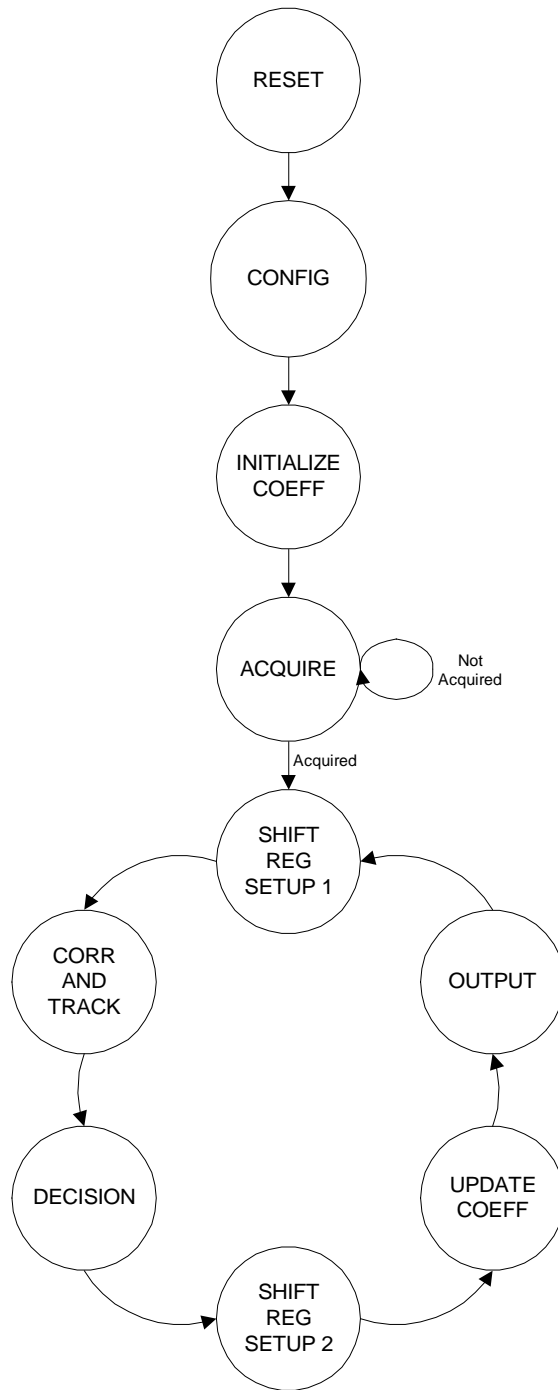 RESET
CONFIG
INITIALIZE
COEFF
ACQUIRE
Not
Acquired
Acquired
SHIFT
REG
SETUP 1
CORR
AND
TRACK
OUTPUT
DECISION
UPDATE
COEFF
SHIFT
REG
SETUP 2